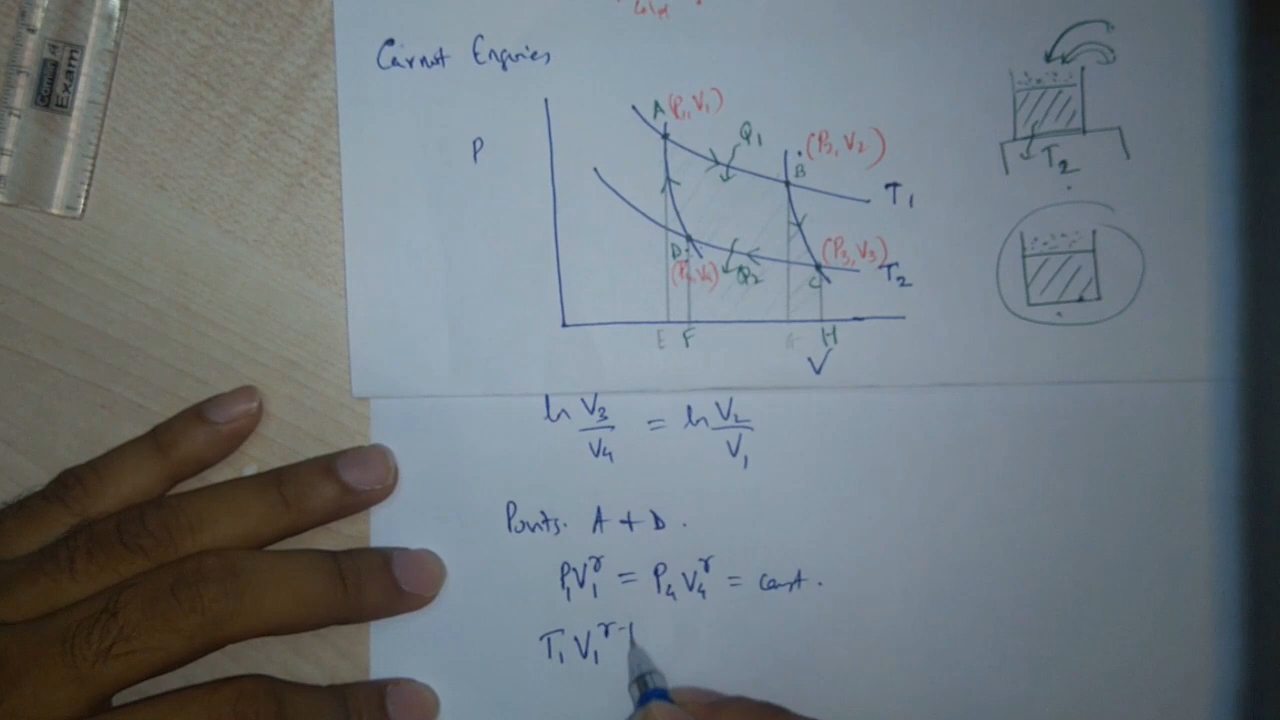 Carnot Engines
P
A (P₁, V₁)
Q₁
B
(P₂, V₂)
T₁
D
(P₄, V₄)
Q₂
(P₃, V₃)
C
T₂
E F G H
V
T₂
ln V₃/V₄ = ln V₂/V₁
Points. A + D.
P₁V₁^γ = P₄V₄^γ = const.
T₁V₁^γ-1
Exam